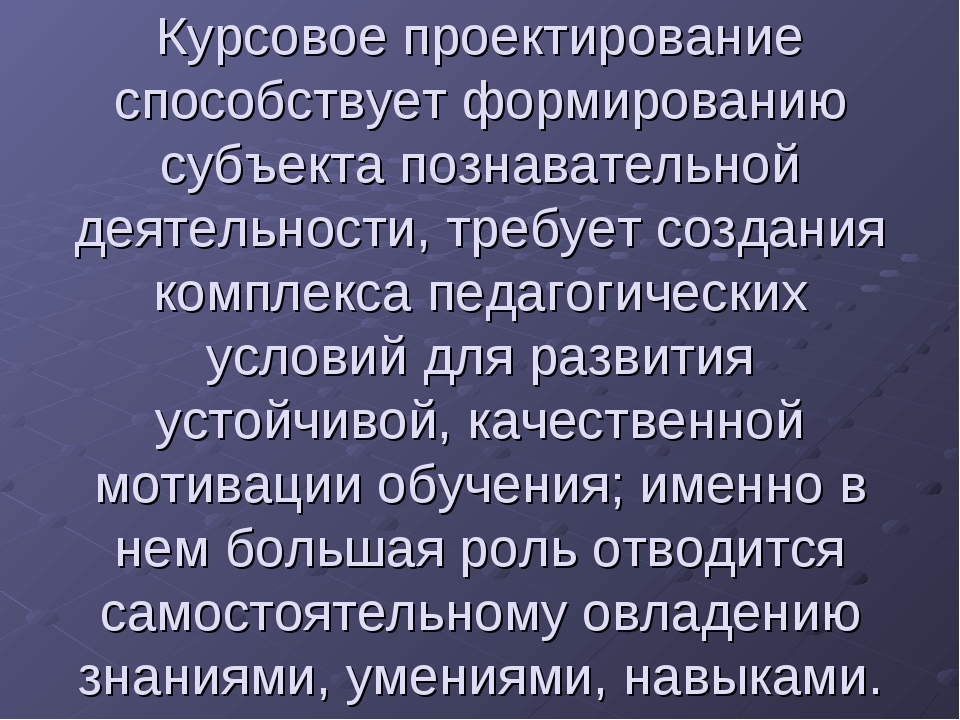 Курсовое проектирование
способствует формированию
субъекта познавательной
деятельности, требует создания
комплекса педагогических
условий для развития
устойчивой, качественной
мотивации обучения; именно в
нем большая роль отводится
самостоятельному овладению
знаниями, умениями, навыками.